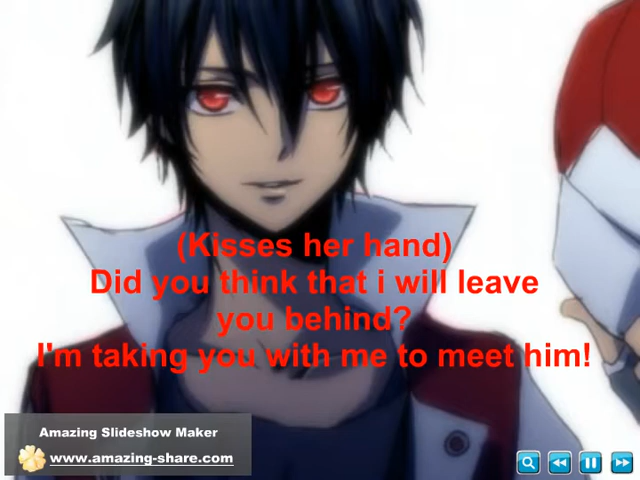 (Kisses her hand)
Did you think that i will leave
you behind?
I'm taking you with me to meet him!
Amazing Slideshow Maker
www.amazing-share.com